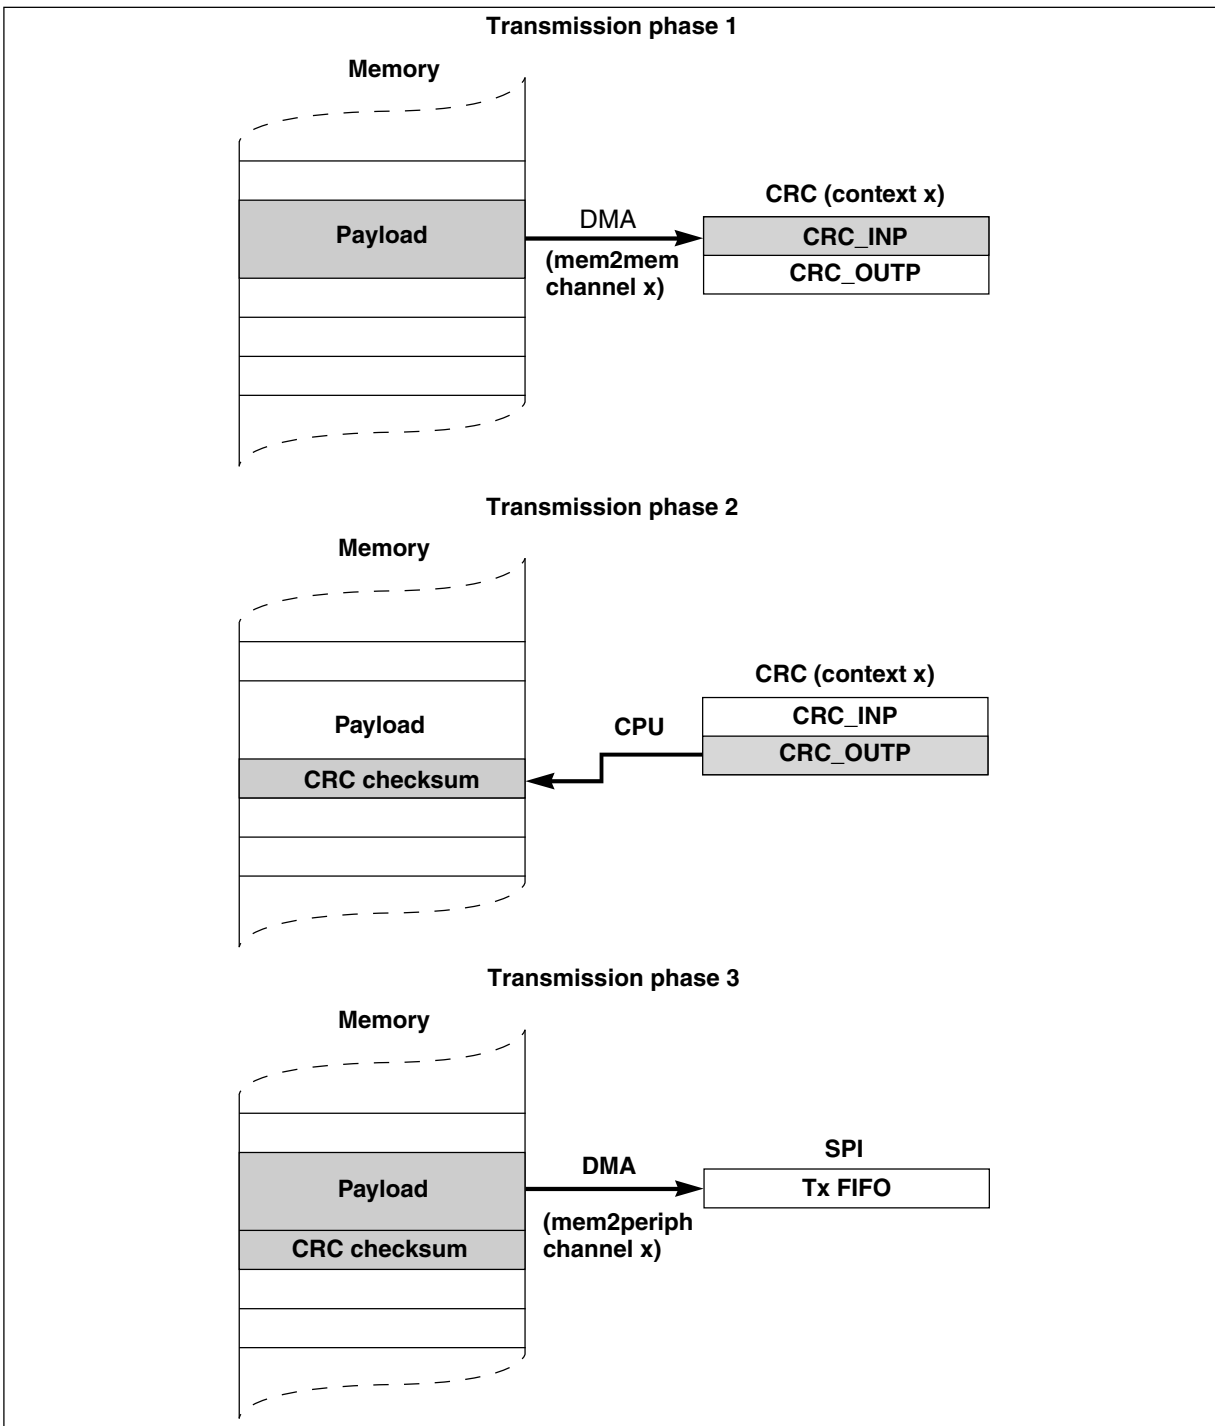 Transmission phase 1
Memory
CRC (context x)
Payload
DMA
CRC_INP
(mem2mem
channel x)
CRC_OUTP
Transmission phase 2
Memory
CRC (context x)
Payload
CPU
CRC_INP
CRC_OUTP
CRC checksum
Transmission phase 3
Memory
SPI
Payload
DMA
Tx FIFO
(mem2periph
channel x)
CRC checksum